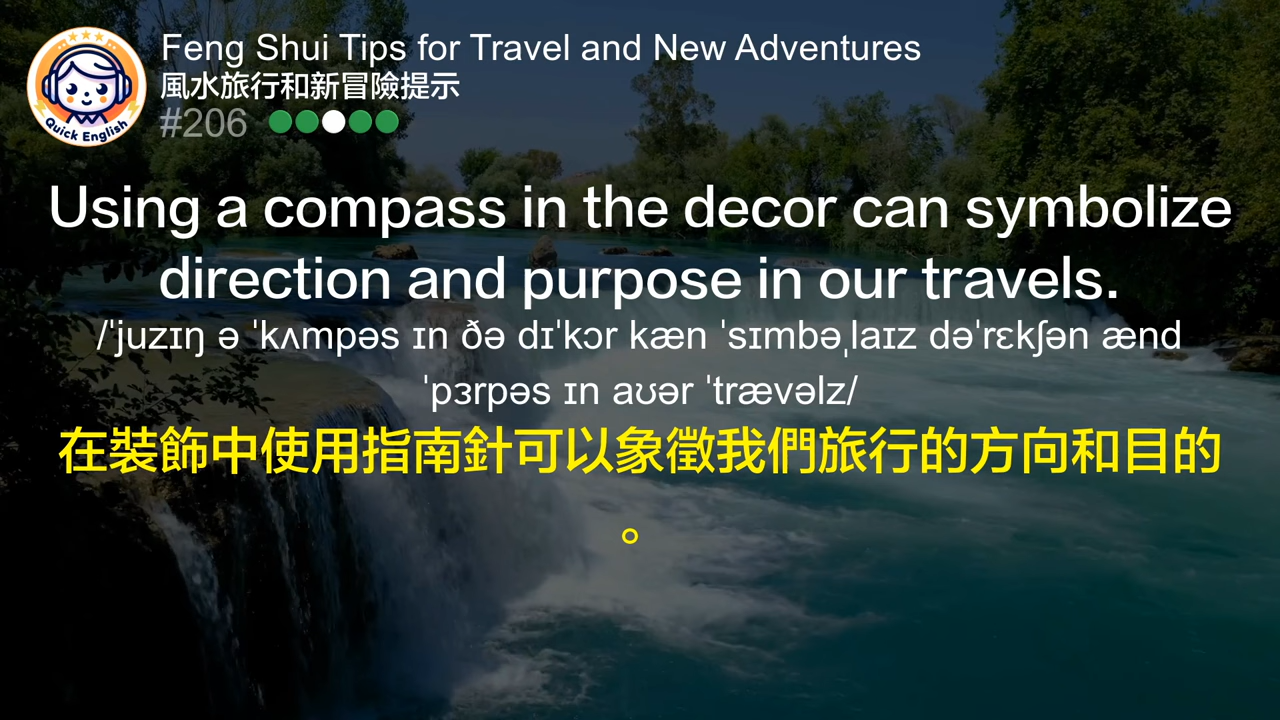 Feng Shui Tips for Travel and New Adventures
風水旅行和新冒險提示
#206
Quick English
Using a compass in the decor can symbolize
direction and purpose in our travels.
/ˈjuzɪŋ ə ˈkʌmpəs ɪn ðə dɪˈkɔr kæn ˈsɪmbəˌlaɪz dəˈrɛkʃən ænd
ˈpɜrpəs ɪn aʊər ˈtrævəlz/
在裝飾中使用指南針可以象徵我們旅行的方向和目的
。